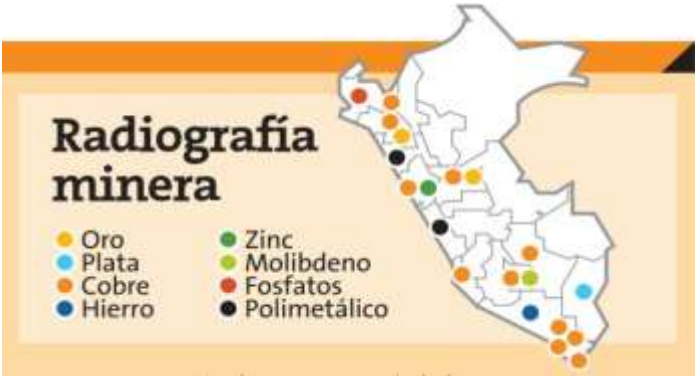 Radiografía
minera
Oro
Plata
Cobre
Hierro
Zinc
Molibdeno
Fosfatos
Polimetálico